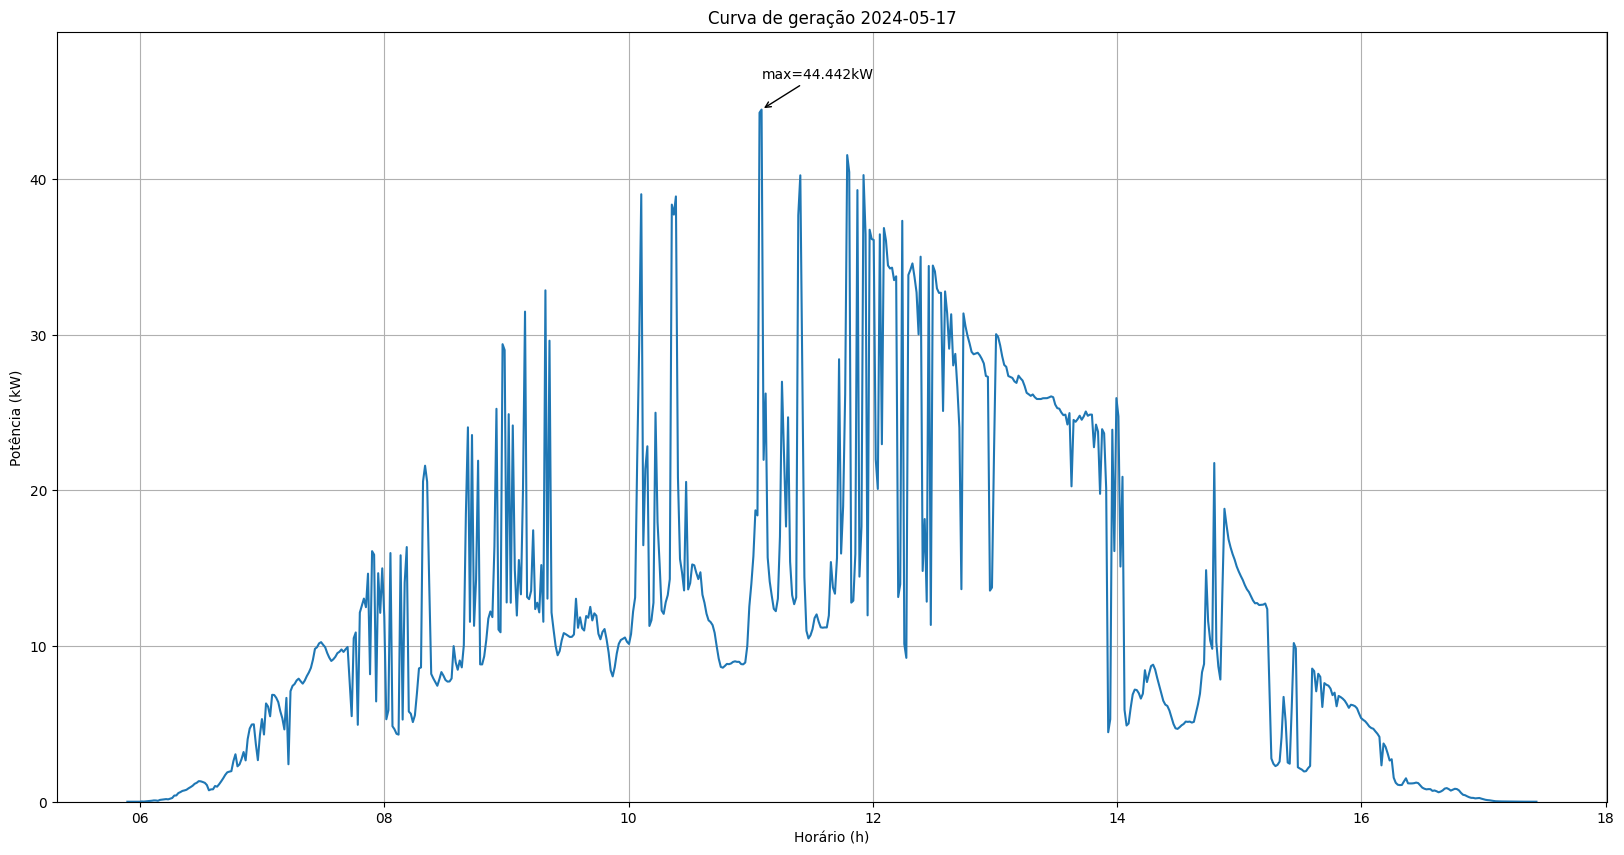 Curva de geração 2024-05-17
max=44.442kW
Potência (kW)
40
30
20
10
0
06 08 10 12 14 16 18
Horário (h)